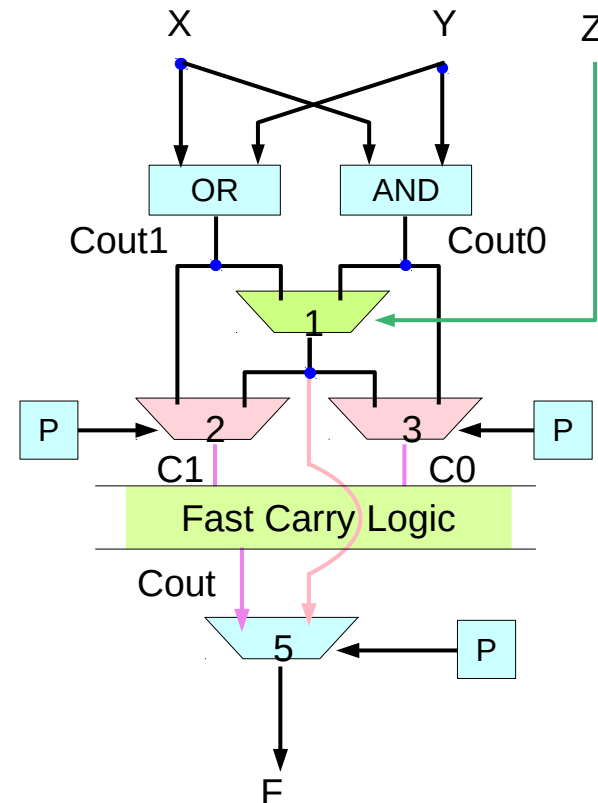 X Y Z
OR AND
Cout1 Cout0
1
P 2 3 P
C1 C0
Fast Carry Logic
Cout
5 P
F